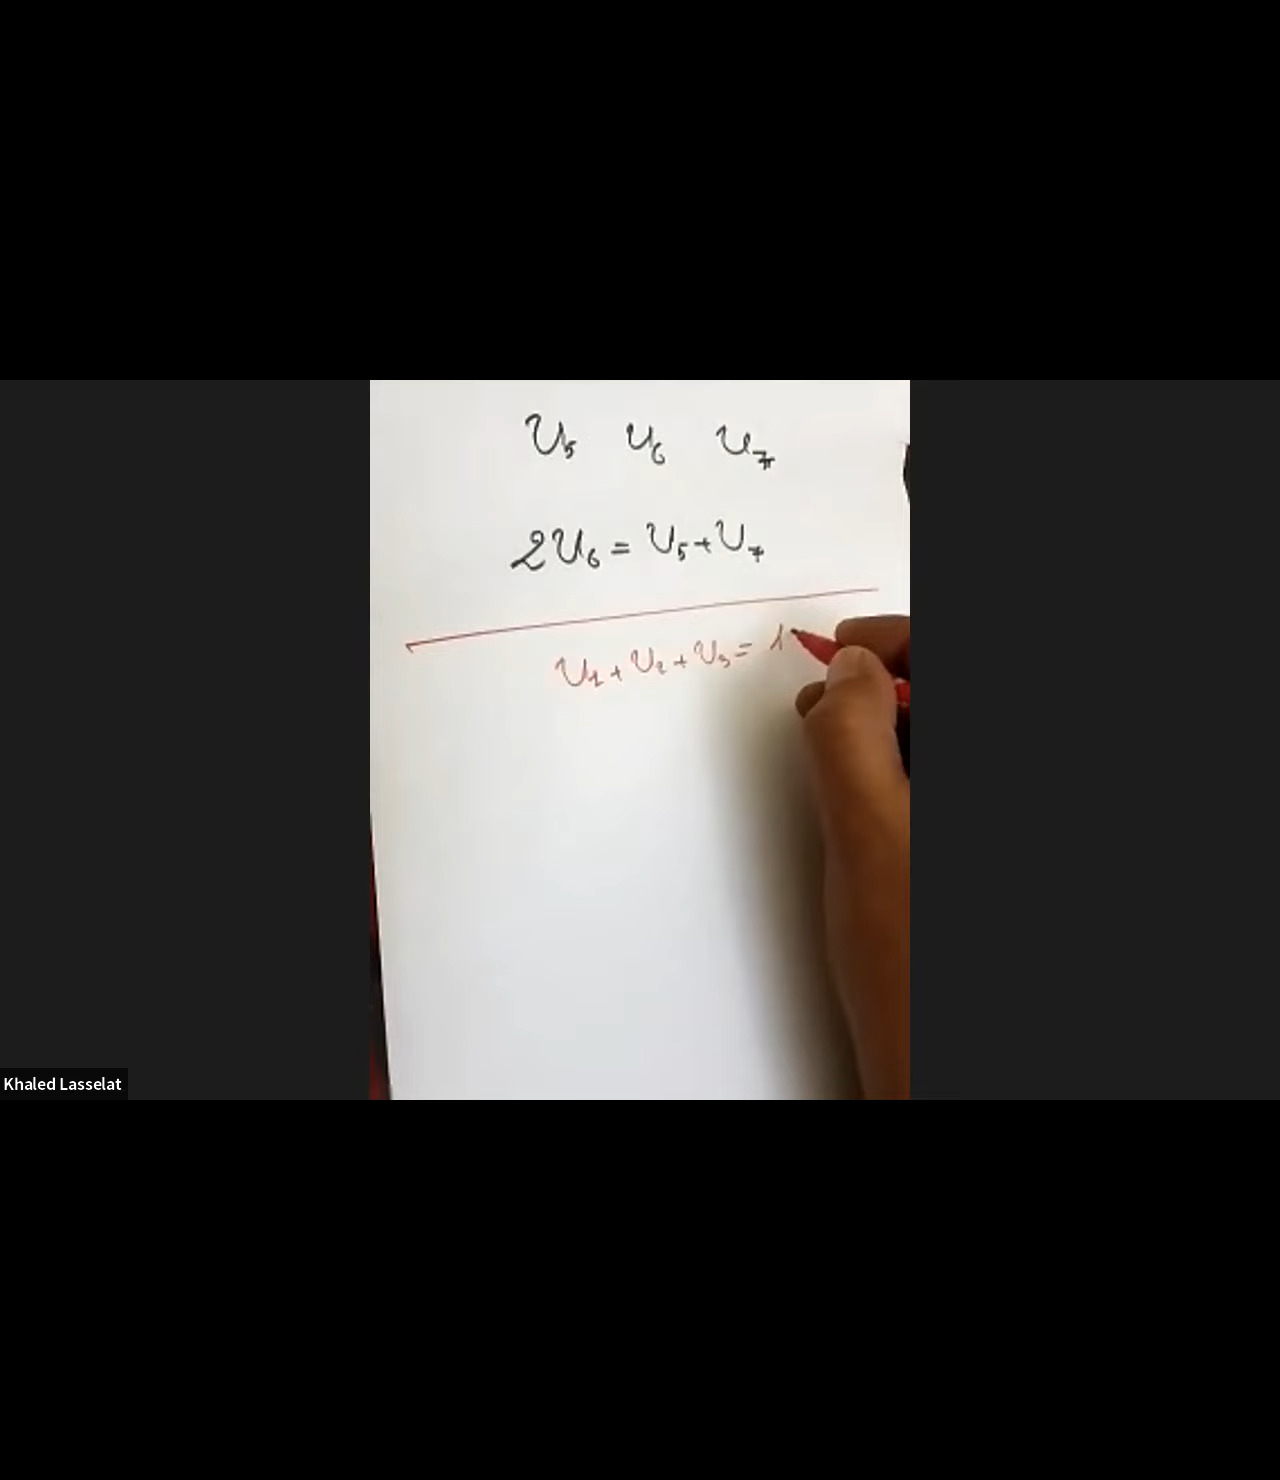 U₅ U₆ U₇
2U₆ = U₅ + U₇
U₁ + U₂ + U₃ = 1
Khaled Lasselat